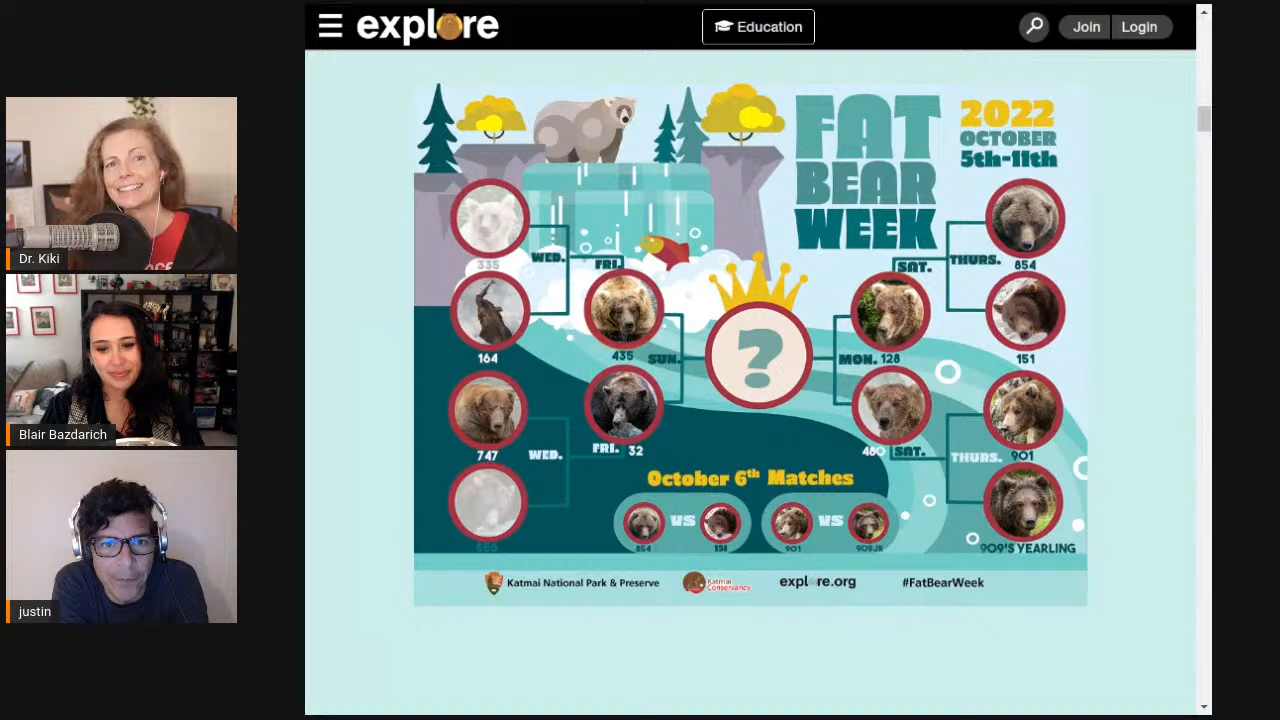 explore
Education
Join
Login
FAT
BEAR
WEEK
2022
OCTOBER
5th-11th
335
WED.
FRI.
164
435
SUN.
747
WED.
FRI.
32
SAT.
THURS.
854
MON.
128
151
480
SAT.
THURS.
901
909'S YEARLING
October 6th Matches
VS
VS
854
151
901
909JR
Katmai National Park & Preserve
Katmai
Conservancy
explore.org
#FatBearWeek
Dr. Kiki
Blair Bazdarich
justin